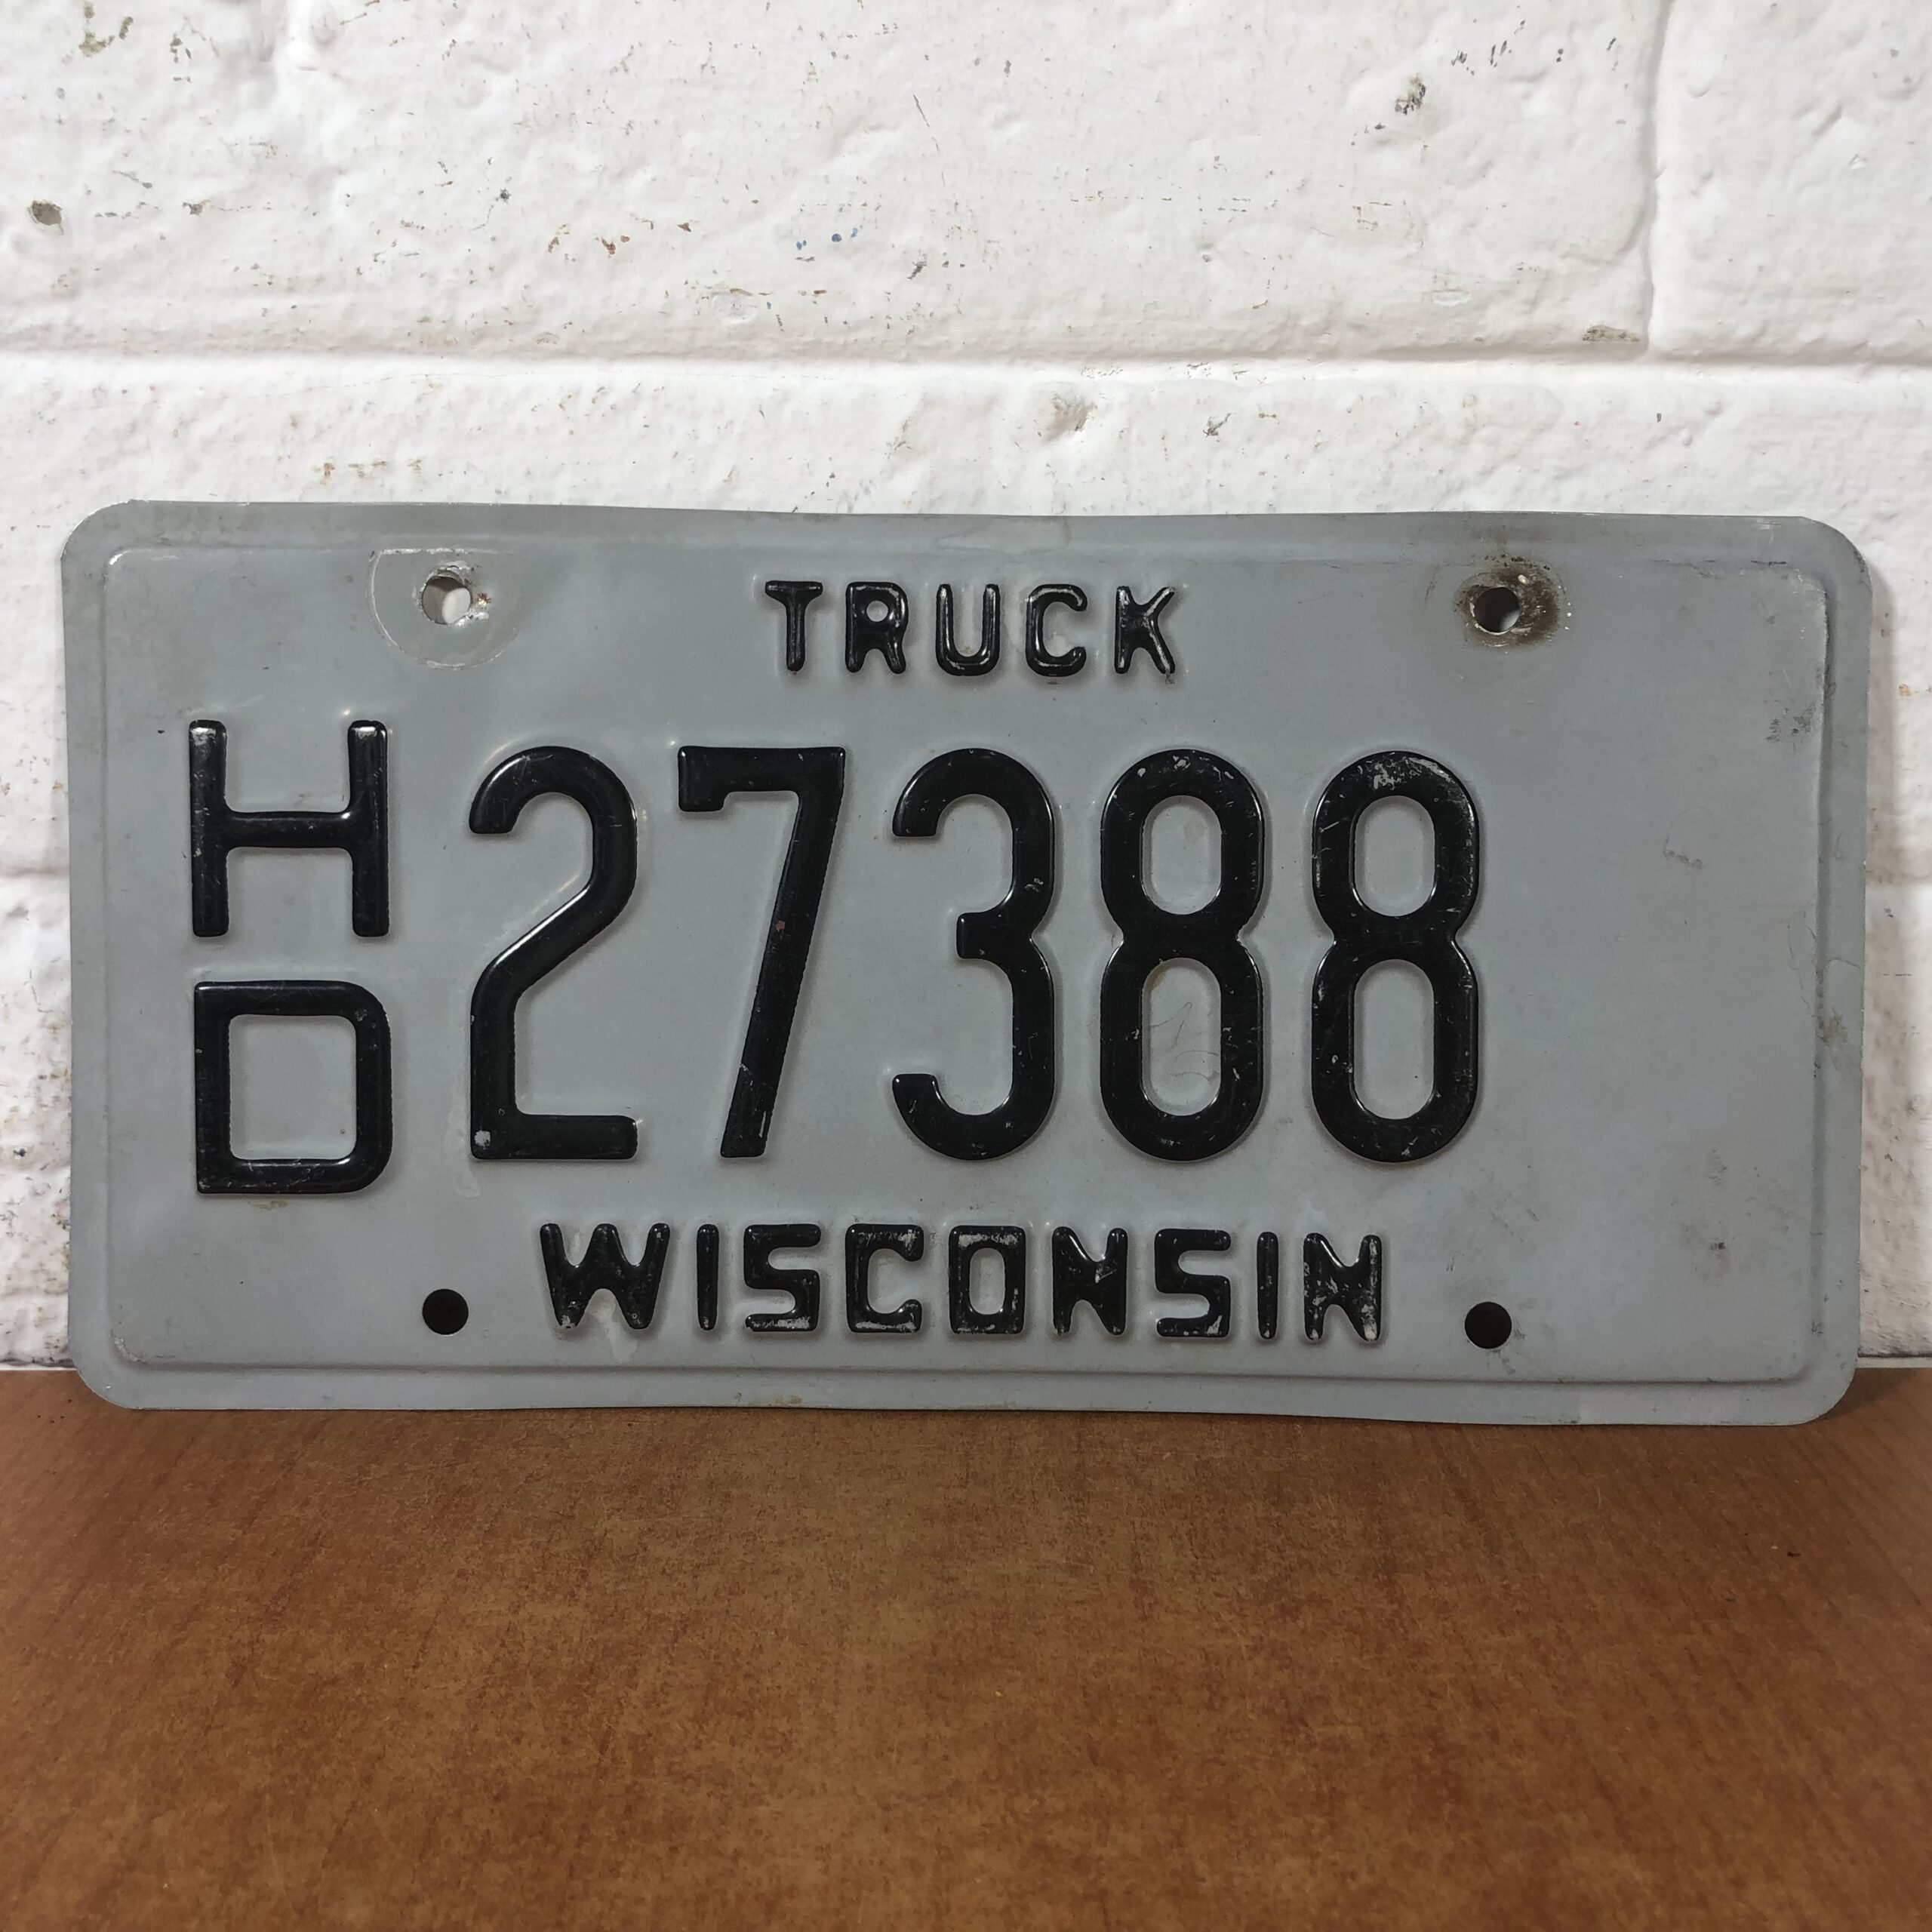 TRUCK
HD 27388
WISCONSIN